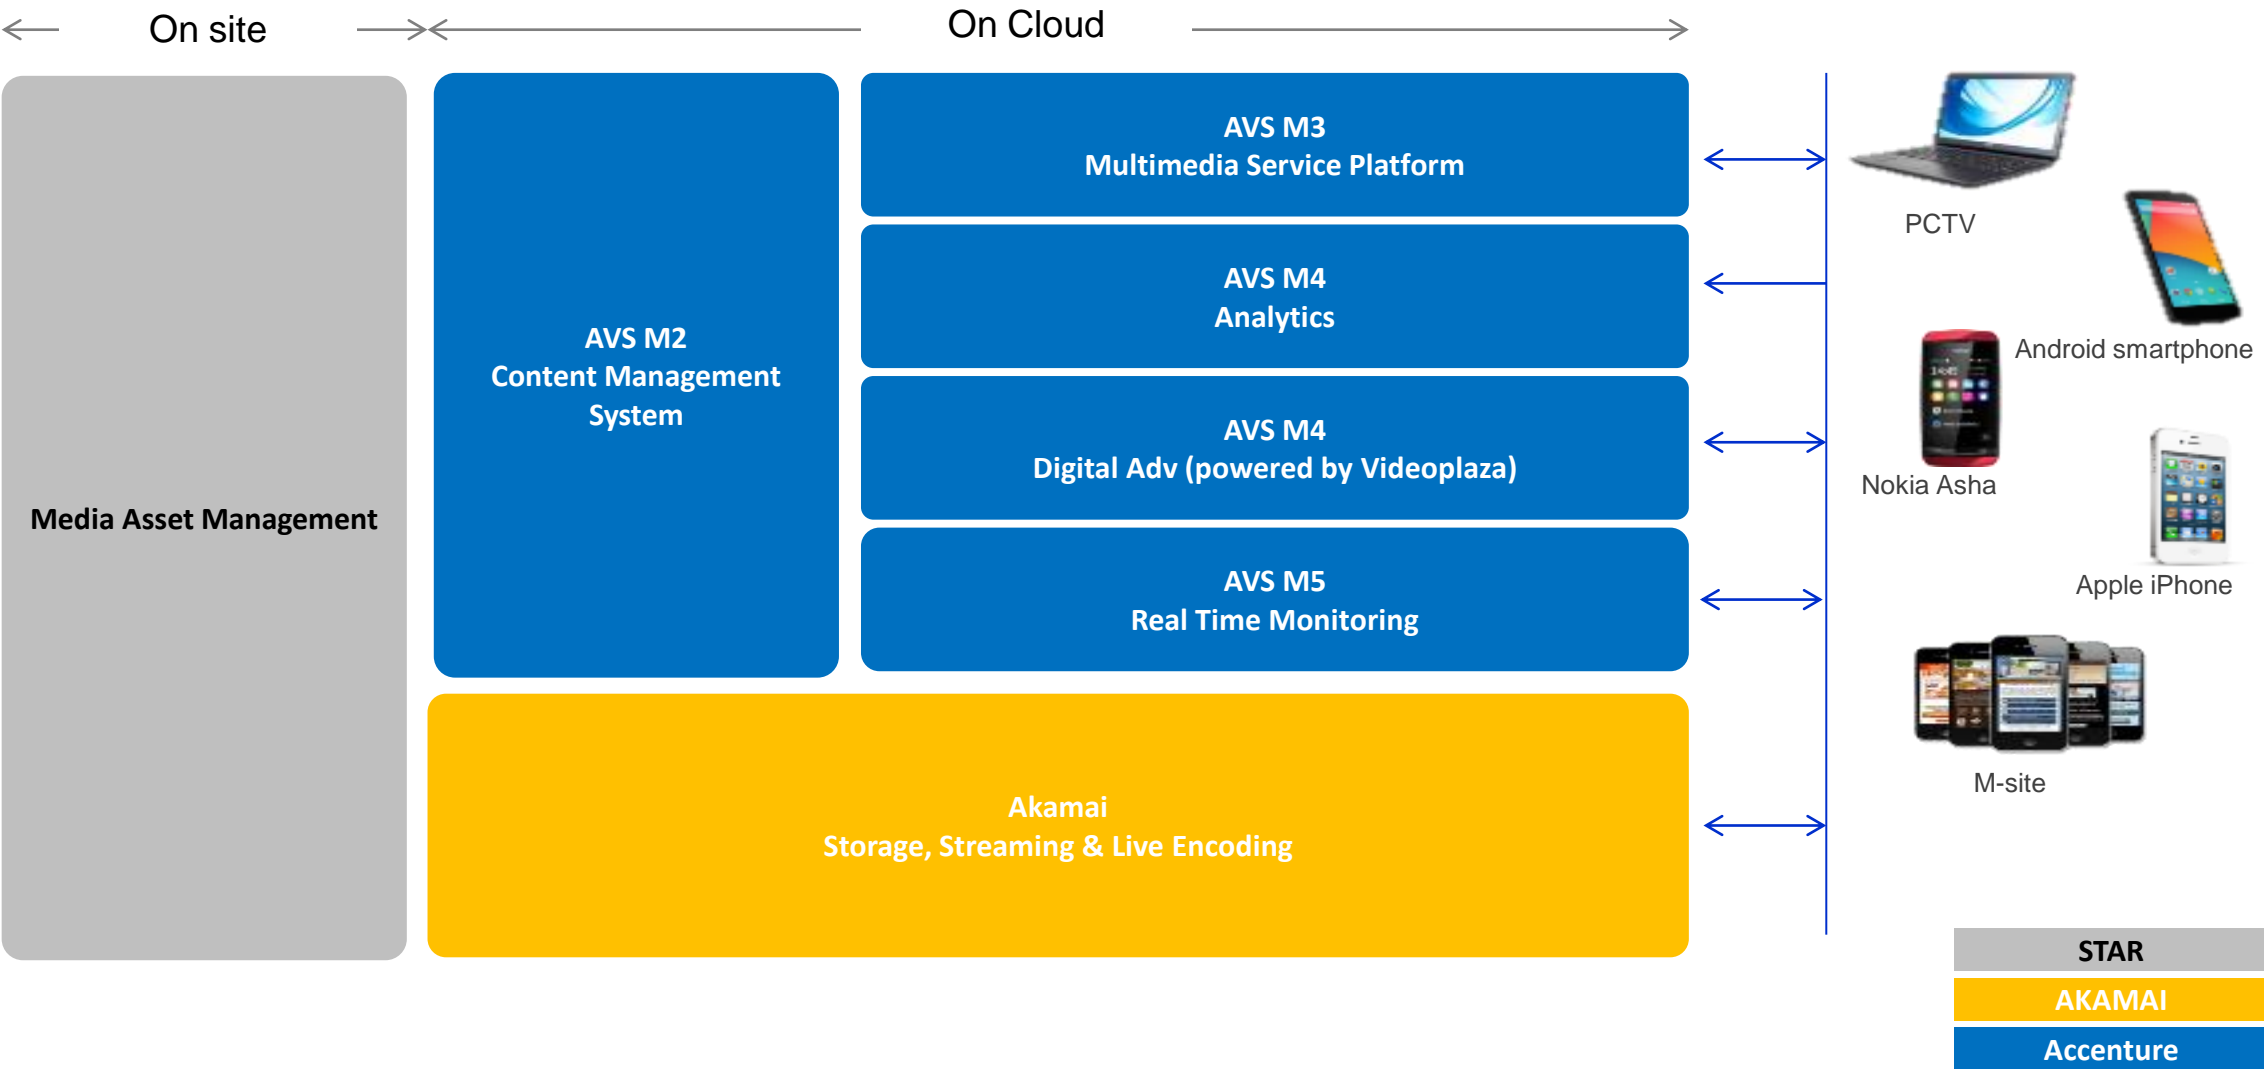 On site
On Cloud
Media Asset Management
AVS M2
Content Management
System
AVS M3
Multimedia Service Platform
AVS M4
Analytics
AVS M4
Digital Adv (powered by Videoplaza)
AVS M5
Real Time Monitoring
Akamai
Storage, Streaming & Live Encoding
PCTV
Android smartphone
Nokia Asha
Apple iPhone
M-site
STAR
AKAMAI
Accenture